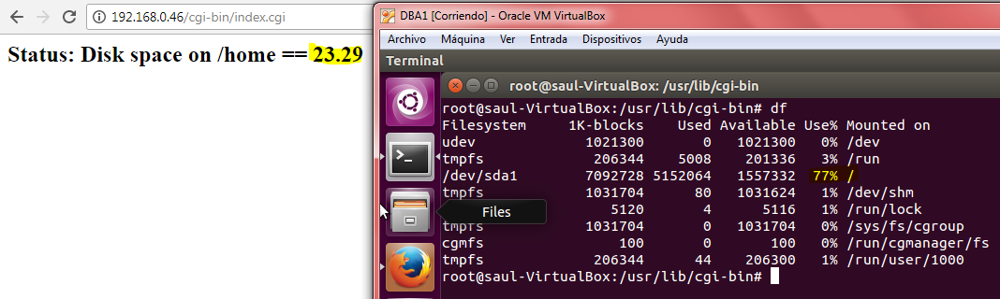 192.168.0.46/cgi-bin/index.cgi
Status: Disk space on /home == 23.29
DBA1 [Corriendo] - Oracle VM VirtualBox
Archivo Máquina Ver Entrada Dispositivos Ayuda
Terminal
root@saul-VirtualBox: /usr/lib/cgi-bin
root@saul-VirtualBox:/usr/lib/cgi-bin# df
Filesystem 1K-blocks Used Available Use% Mounted on
udev 1021300 0 1021300 0% /dev
tmpfs 206344 5008 201336 3% /run
/dev/sda1 7092728 5152064 1557332 77% /
tmpfs 1031704 80 1031624 1% /dev/shm
Files
tmpfs 5120 4 5116 1% /run/lock
tmpfs 1031704 0 1031704 0% /sys/fs/cgroup
cgmfs 100 0 100 0% /run/cgmanager/fs
tmpfs 206344 44 206300 1% /run/user/1000
root@saul-VirtualBox:/usr/lib/cgi-bin#